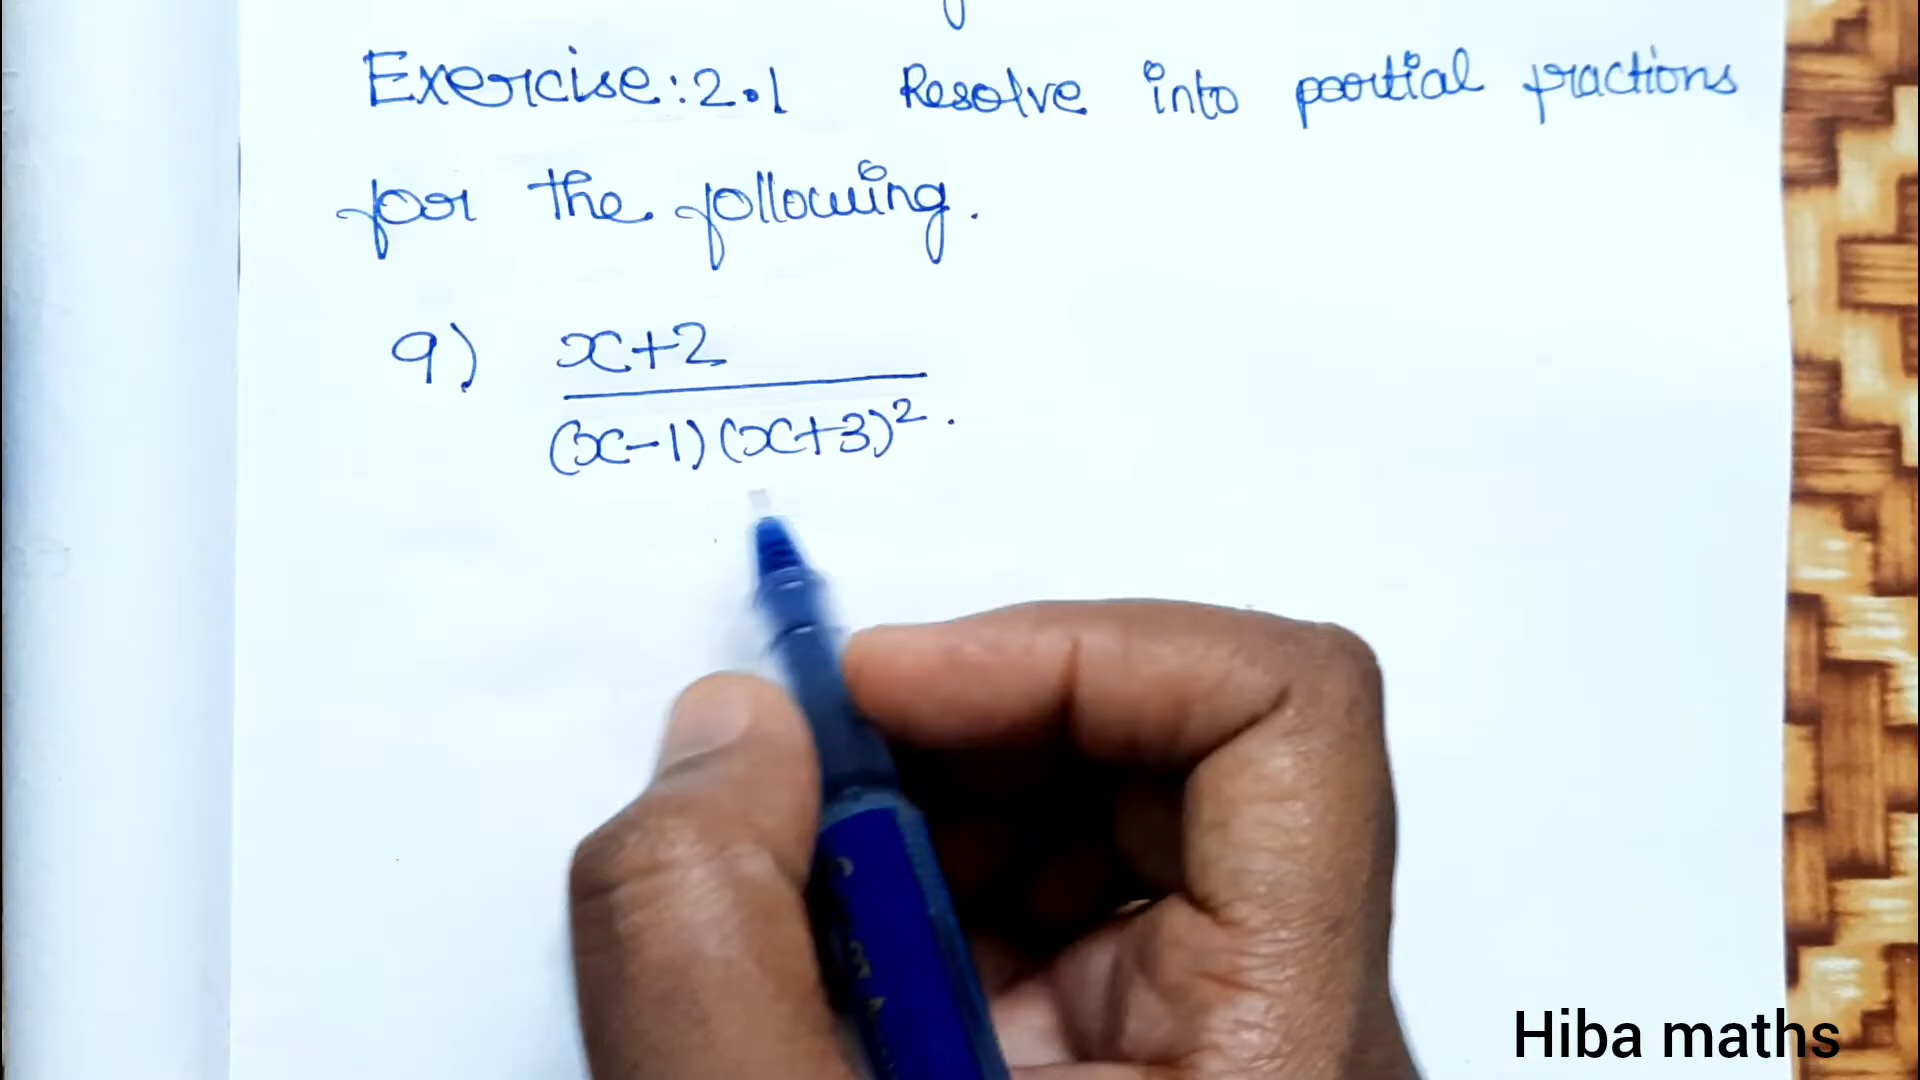 Exercise: 2.1 Resolve into partial fractions
for the following.
9) x+2
(x-1)(x+3)².
Hiba maths